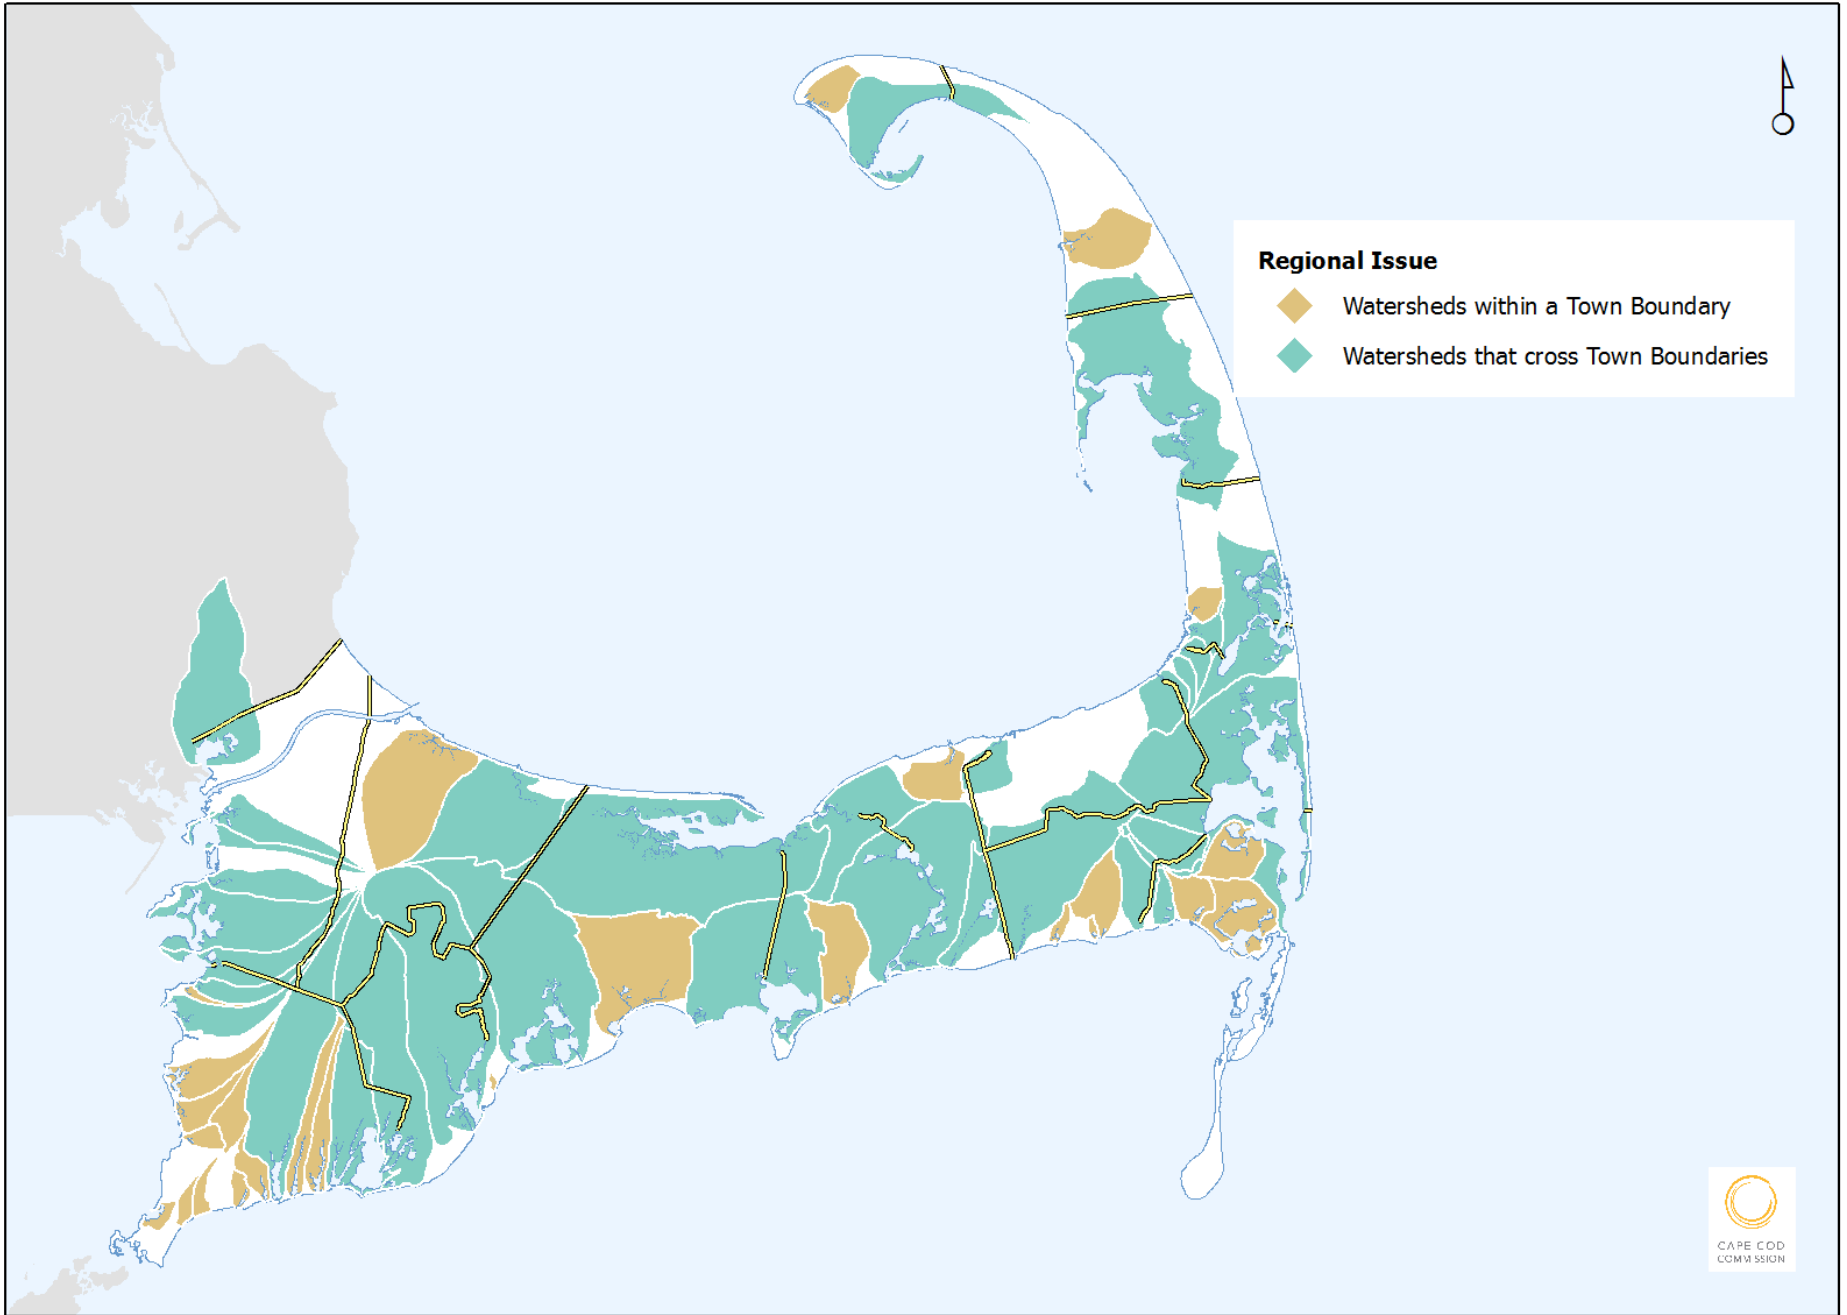 Regional Issue
Watersheds within a Town Boundary
Watersheds that cross Town Boundaries
CAPE COD
COMMISSION